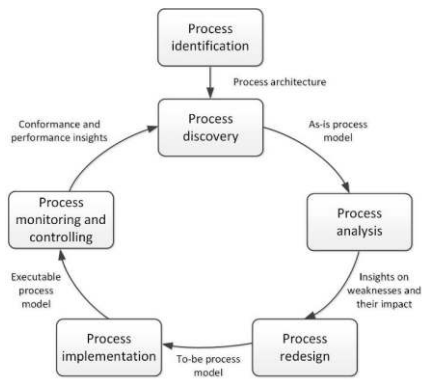 Process
identification
Process architecture
Process
discovery
Conformance and
performance insights
As-is process
model
Process
monitoring and
controlling
Process
analysis
Executable
process
model
Insights on
weaknesses and
their impact
Process
implementation
To-be process
model
Process
redesign